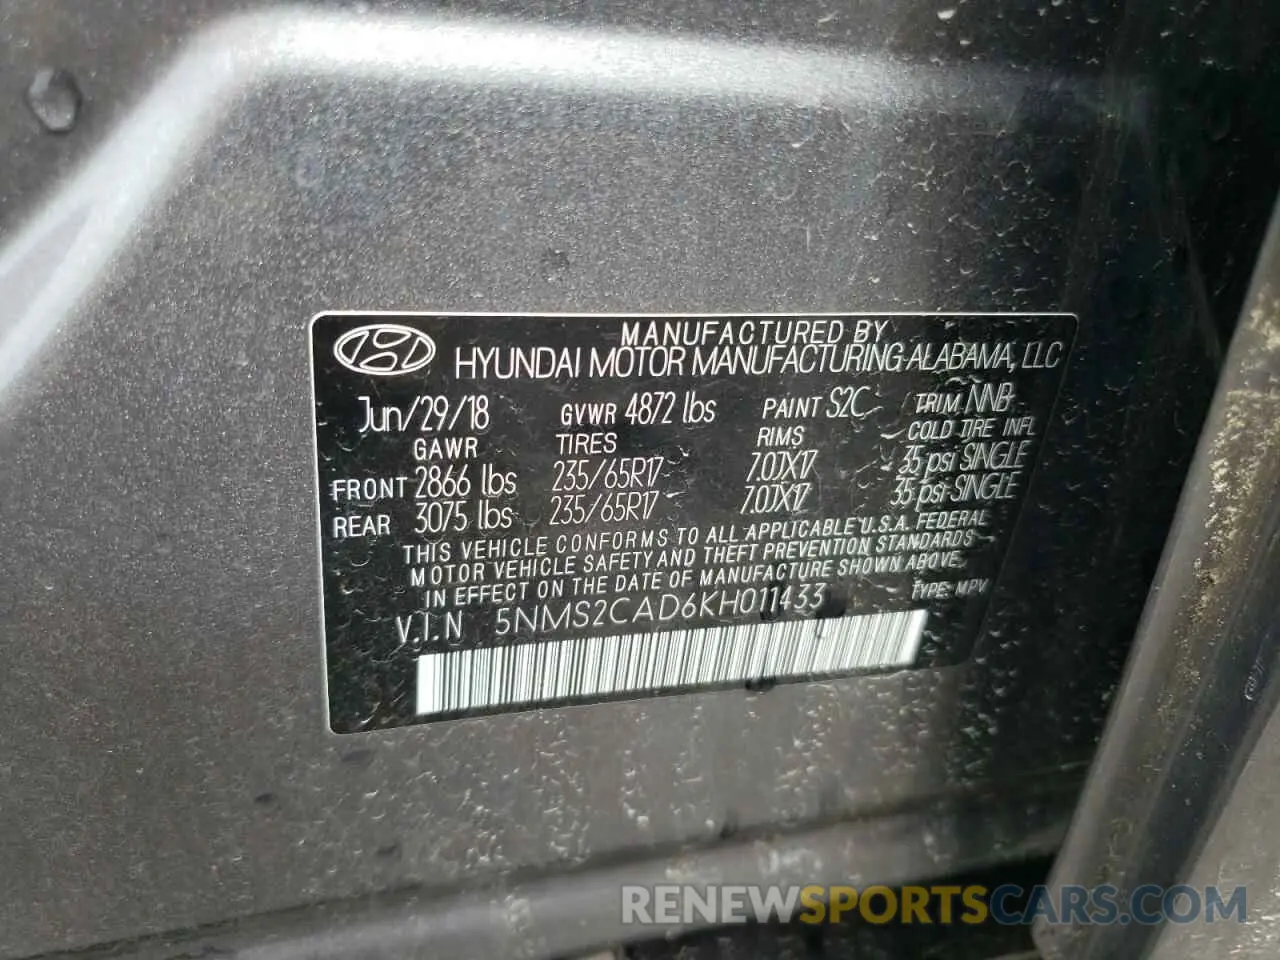 MANUFACTURED BY
HYUNDAI MOTOR MANUFACTURING ALABAMA, LLC
Jun/29/18 GVWR 4872 lbs PAINT S2C TRIM NNB
GAWR TIRES RIMS COLD TIRE INFL
FRONT 2866 lbs 235/65R17 7.0JX17 35 psi SINGLE
REAR 3075 lbs 235/65R17 7.0JX17 35 psi SINGLE
THIS VEHICLE CONFORMS TO ALL APPLICABLE U.S.A. FEDERAL
MOTOR VEHICLE SAFETY AND THEFT PREVENTION STANDARDS
IN EFFECT ON THE DATE OF MANUFACTURE SHOWN ABOVE.
V.I.N 5NMS2CAD6KH011433 TYPE: MPV
RENEWSPORTSCARS.COM